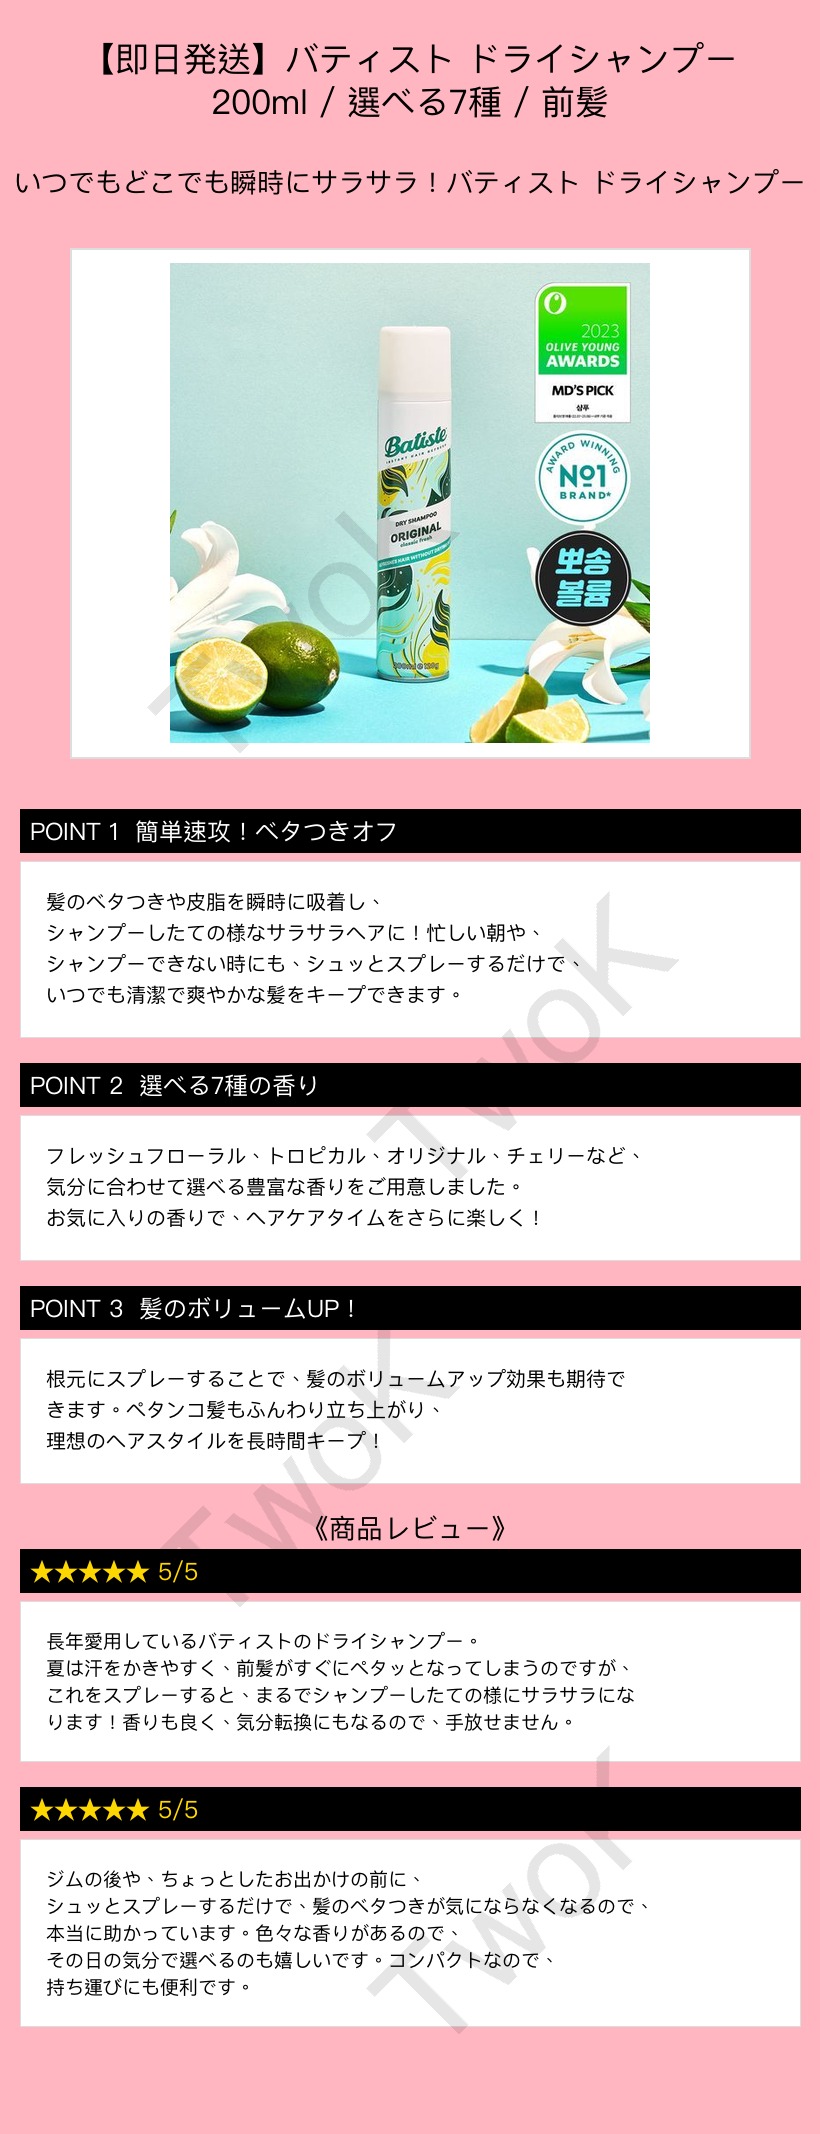 【即日発送】バティスト ドライシャンプー
200ml / 選べる7種 / 前髪
いつでもどこでも瞬時にサラサラ！バティスト ドライシャンプー
2023
OLIVE YOUNG
AWARDS
MD'S PICK
샴푸
AWARD WINNING
Nº1
BRAND*
뽀송
볼륨
Batiste
INSTANT HAIR REFRESH
DRY SHAMPOO
ORIGINAL
classic fresh
REFRESHES HAIR WITHOUT
200ml e 120g
POINT 1 簡単速攻！ベタつきオフ
髪のベタつきや皮脂を瞬時に吸着し、
シャンプーしたての様なサラサラヘアに！忙しい朝や、
シャンプーできない時にも、シュッとスプレーするだけで、
いつでも清潔で爽やかな髪をキープできます。
POINT 2 選べる7種の香り
フレッシュフローラル、トロピカル、オリジナル、チェリーなど、
気分に合わせて選べる豊富な香りをご用意しました。
お気に入りの香りで、ヘアケアタイムをさらに楽しく！
POINT 3 髪のボリュームUP！
根元にスプレーすることで、髪のボリュームアップ効果も期待で
きます。ペタンコ髪もふんわり立ち上がり、
理想のヘアスタイルを長時間キープ！
《商品レビュー》
★★★★★ 5/5
長年愛用しているバティストのドライシャンプー。
夏は汗をかきやすく、前髪がすぐにペタッとなってしまうのですが、
これをスプレーすると、まるでシャンプーしたての様にサラサラにな
ります！香りも良く、気分転換にもなるので、手放せません。
★★★★★ 5/5
ジムの後や、ちょっとしたお出かけの前に、
シュッとスプレーするだけで、髪のベタつきが気にならなくなるので、
本当に助かっています。色々な香りがあるので、
その日の気分で選べるのも嬉しいです。コンパクトなので、
持ち運びにも便利です。
TwoK
TwoK
TwoK
TwoK